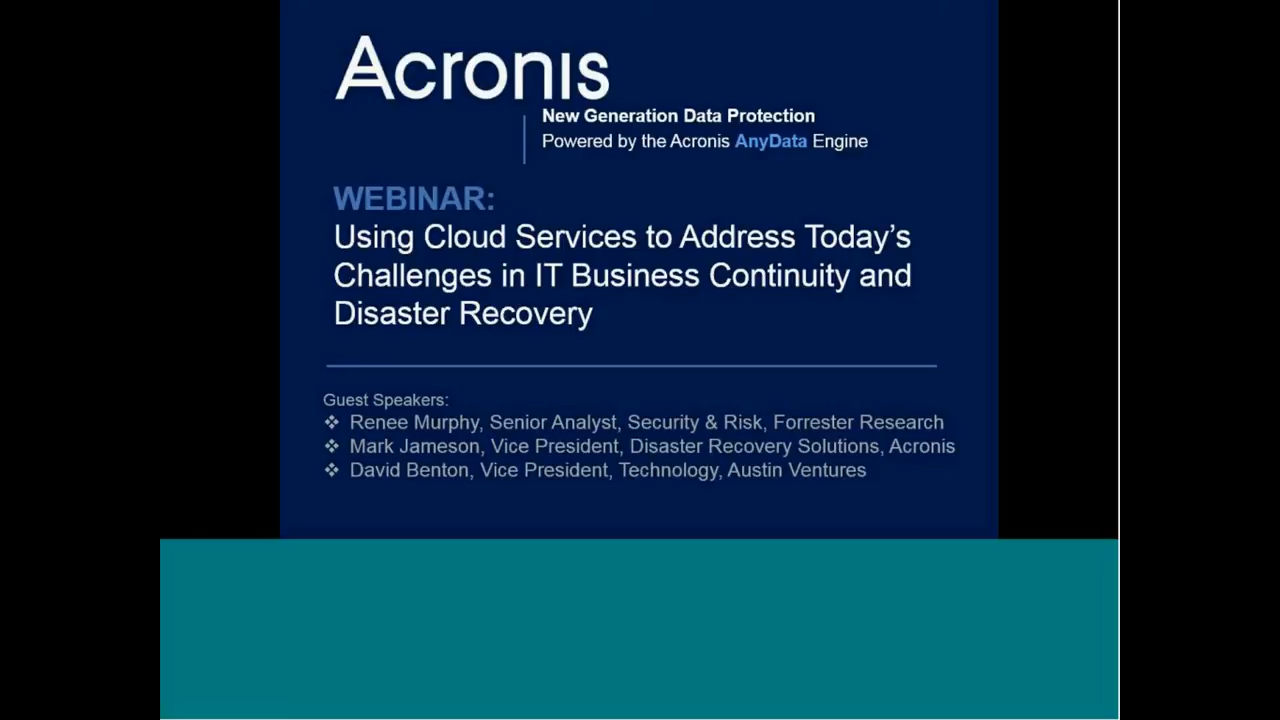 Acronis
New Generation Data Protection
Powered by the Acronis AnyData Engine
WEBINAR:
Using Cloud Services to Address Today's
Challenges in IT Business Continuity and
Disaster Recovery
Guest Speakers:
❖ Renee Murphy, Senior Analyst, Security & Risk, Forrester Research
❖ Mark Jameson, Vice President, Disaster Recovery Solutions, Acronis
❖ David Benton, Vice President, Technology, Austin Ventures